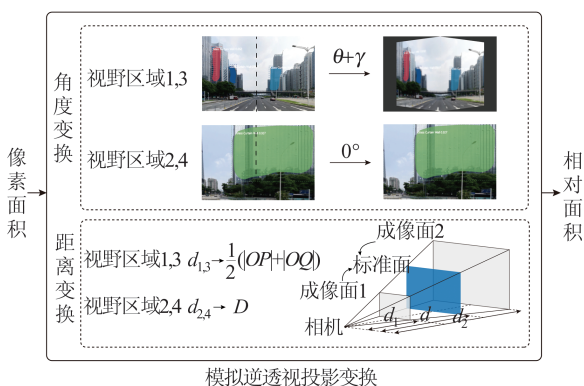 像素面积
角度变换
视野区域1,3
θ+γ
视野区域2,4
0°
距离变换
视野区域1,3 d1,3→1/2(|OP|+|OQ|)
视野区域2,4 d2,4→ D
成像面2
标准面
成像面1
相机
d1
d
d2
相对面积
模拟逆透视投影变换